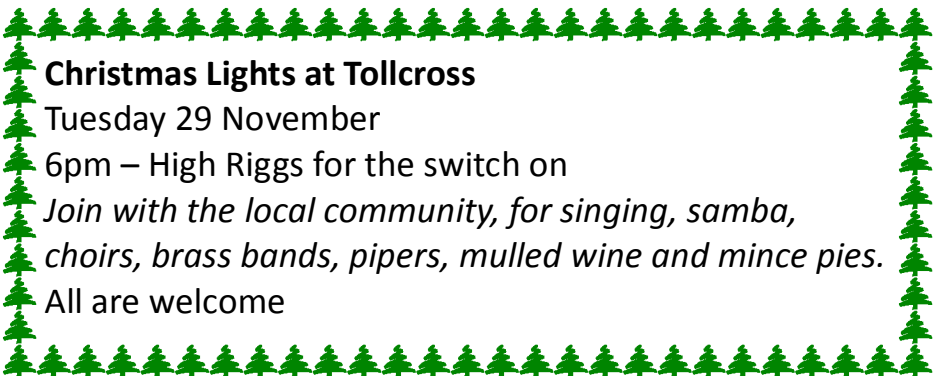 Christmas Lights at Tollcross
Tuesday 29 November
6pm – High Riggs for the switch on
Join with the local community, for singing, samba,
choirs, brass bands, pipers, mulled wine and mince pies.
All are welcome